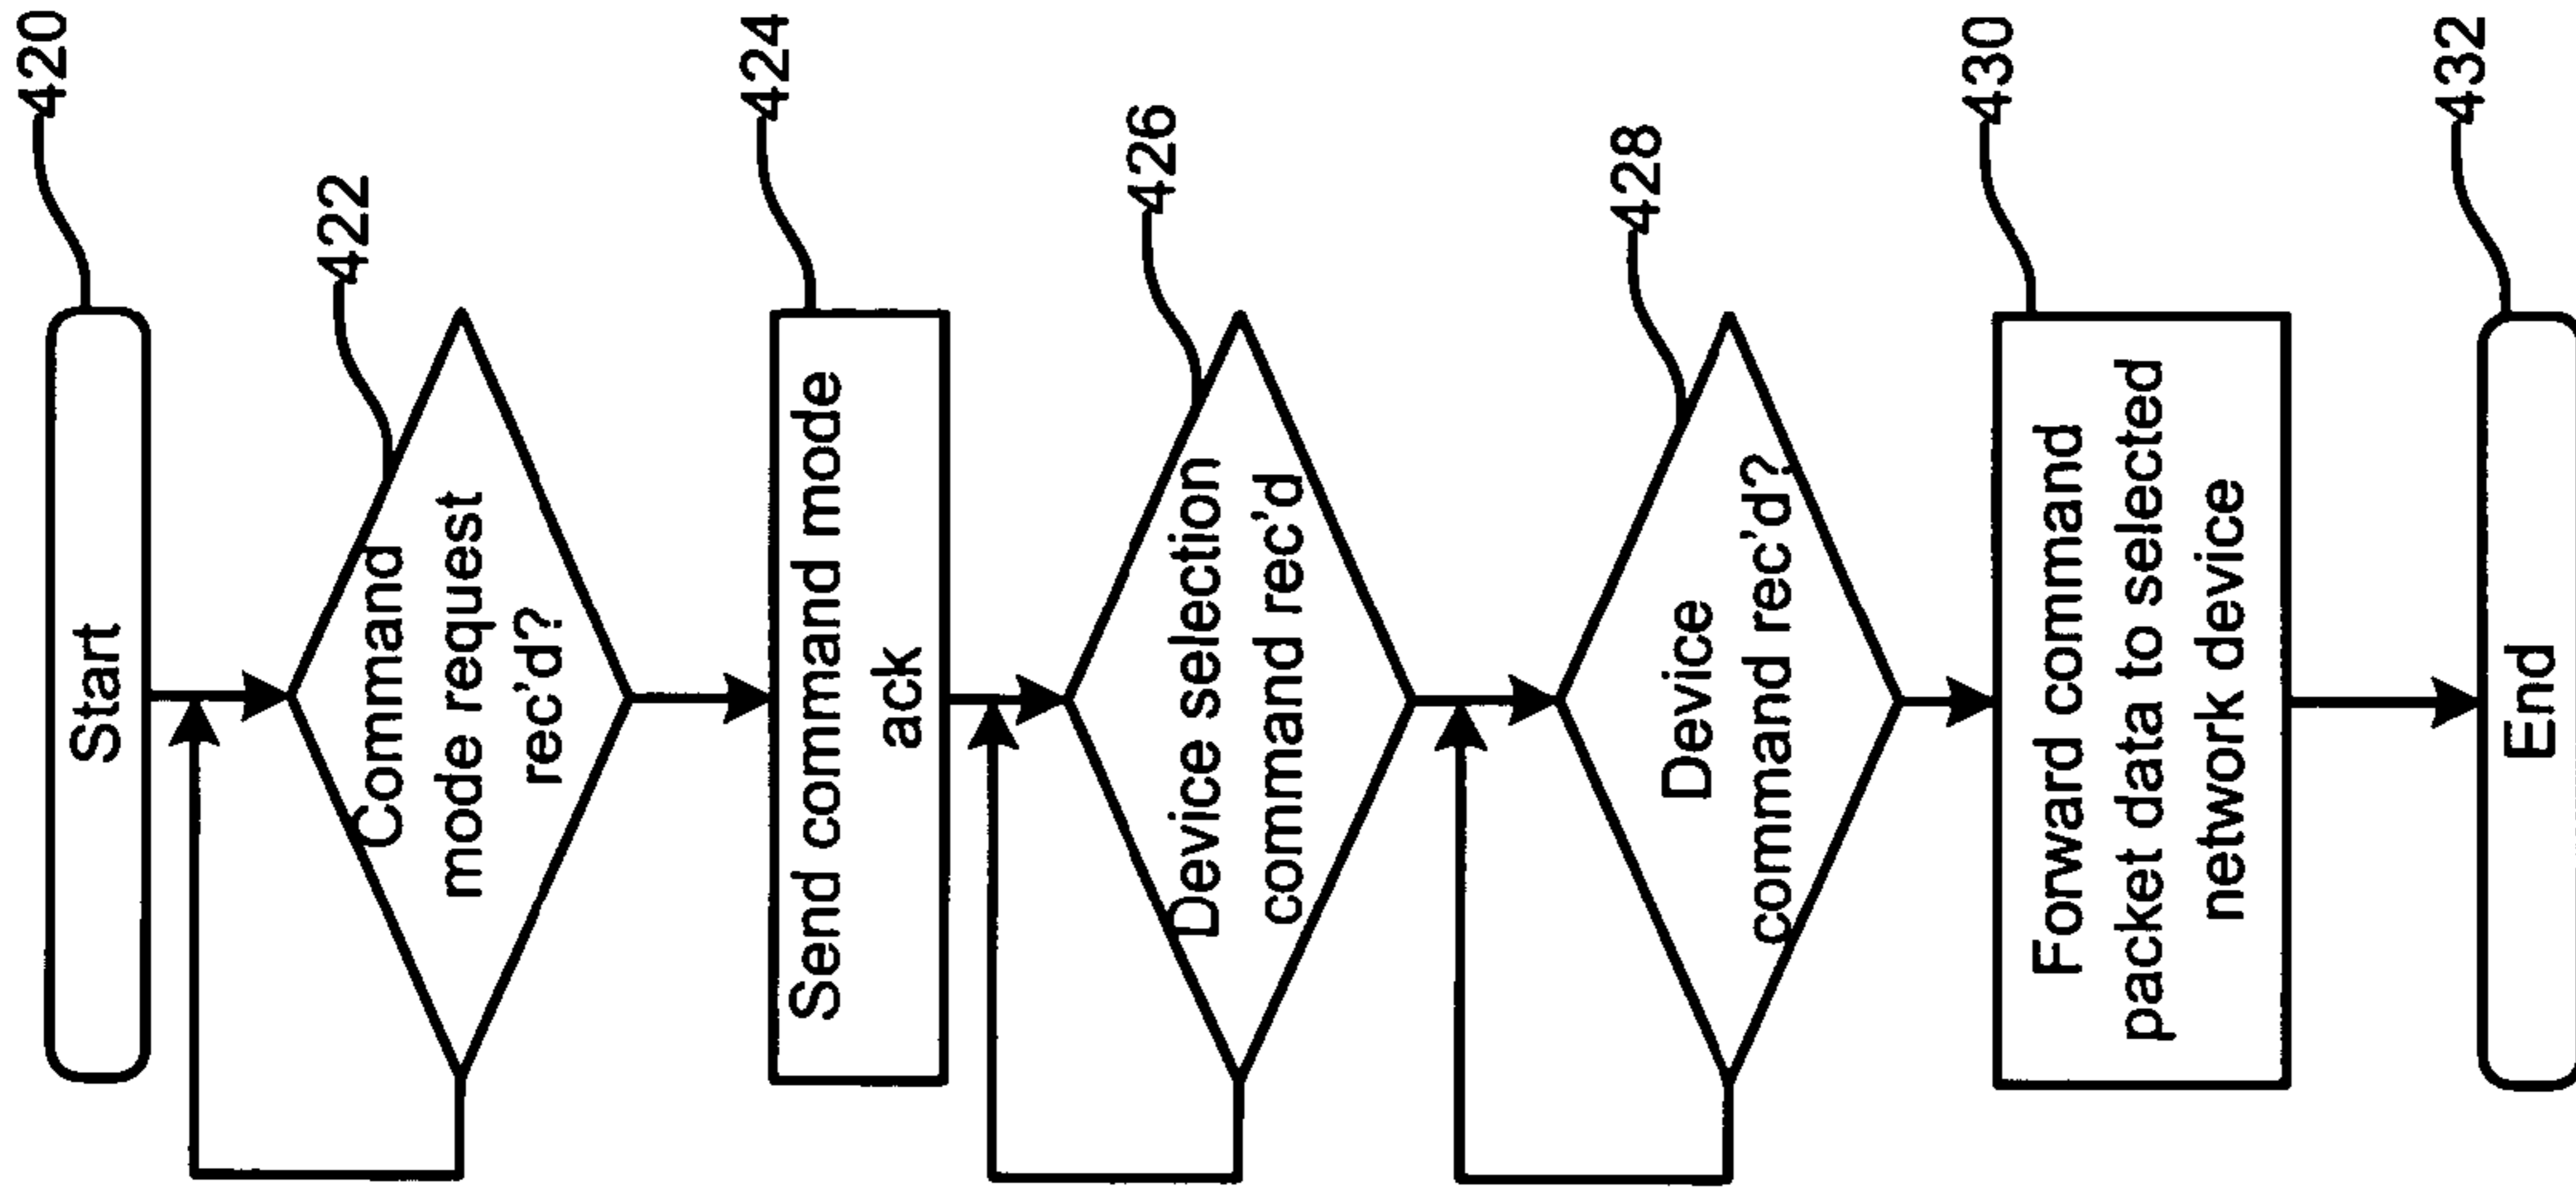 420
Start
422
Command
mode request
rec'd?
424
Send command mode
ack
426
Device selection
command rec'd
428
Device
command rec'd?
430
Forward command
packet data to selected
network device
432
End